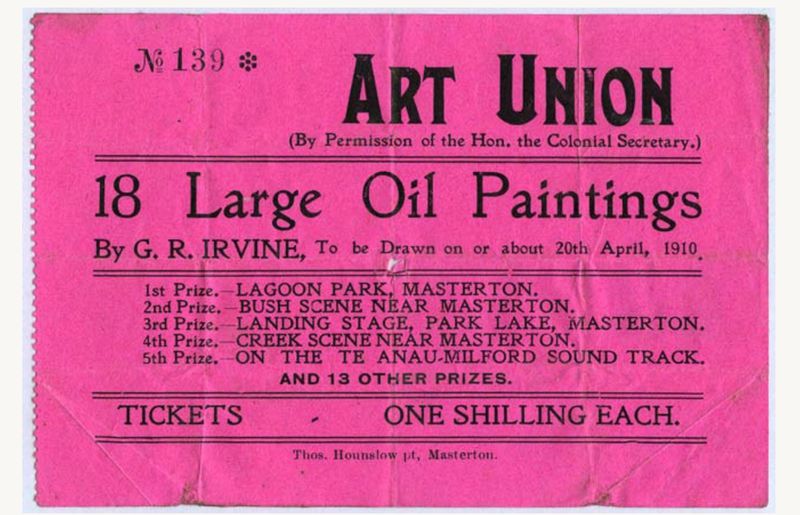 No 139
ART UNION
(By Permission of the Hon. the Colonial Secretary.)
18 Large Oil Paintings
By G. R. IRVINE, To be Drawn on or about 20th April, 1910.
1st Prize.—LAGOON PARK, MASTERTON.
2nd Prize.—BUSH SCENE NEAR MASTERTON.
3rd Prize.—LANDING STAGE, PARK LAKE, MASTERTON.
4th Prize.—CREEK SCENE NEAR MASTERTON.
5th Prize.—ON THE TE ANAU-MILFORD SOUND TRACK.
AND 13 OTHER PRIZES.
TICKETS - ONE SHILLING EACH.
Thos. Hounslow pt, Masterton.